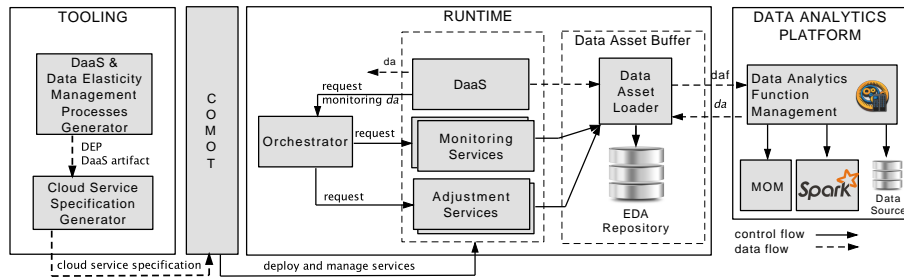 TOOLING
DaaS &
Data Elasticity
Management
Processes
Generator
DEP
DaaS artifact
Cloud Service
Specification
Generator
cloud service specification
COMOT
RUNTIME
da
request
monitoring da
DaaS
Orchestrator
request
Monitoring
Services
request
Adjustment
Services
deploy and manage services
Data Asset Buffer
Data
Asset
Loader
EDA
Repository
daf
da
DATA ANALYTICS
PLATFORM
Data Analytics
Function
Management
MOM
Spark
Data
Source
control flow
data flow